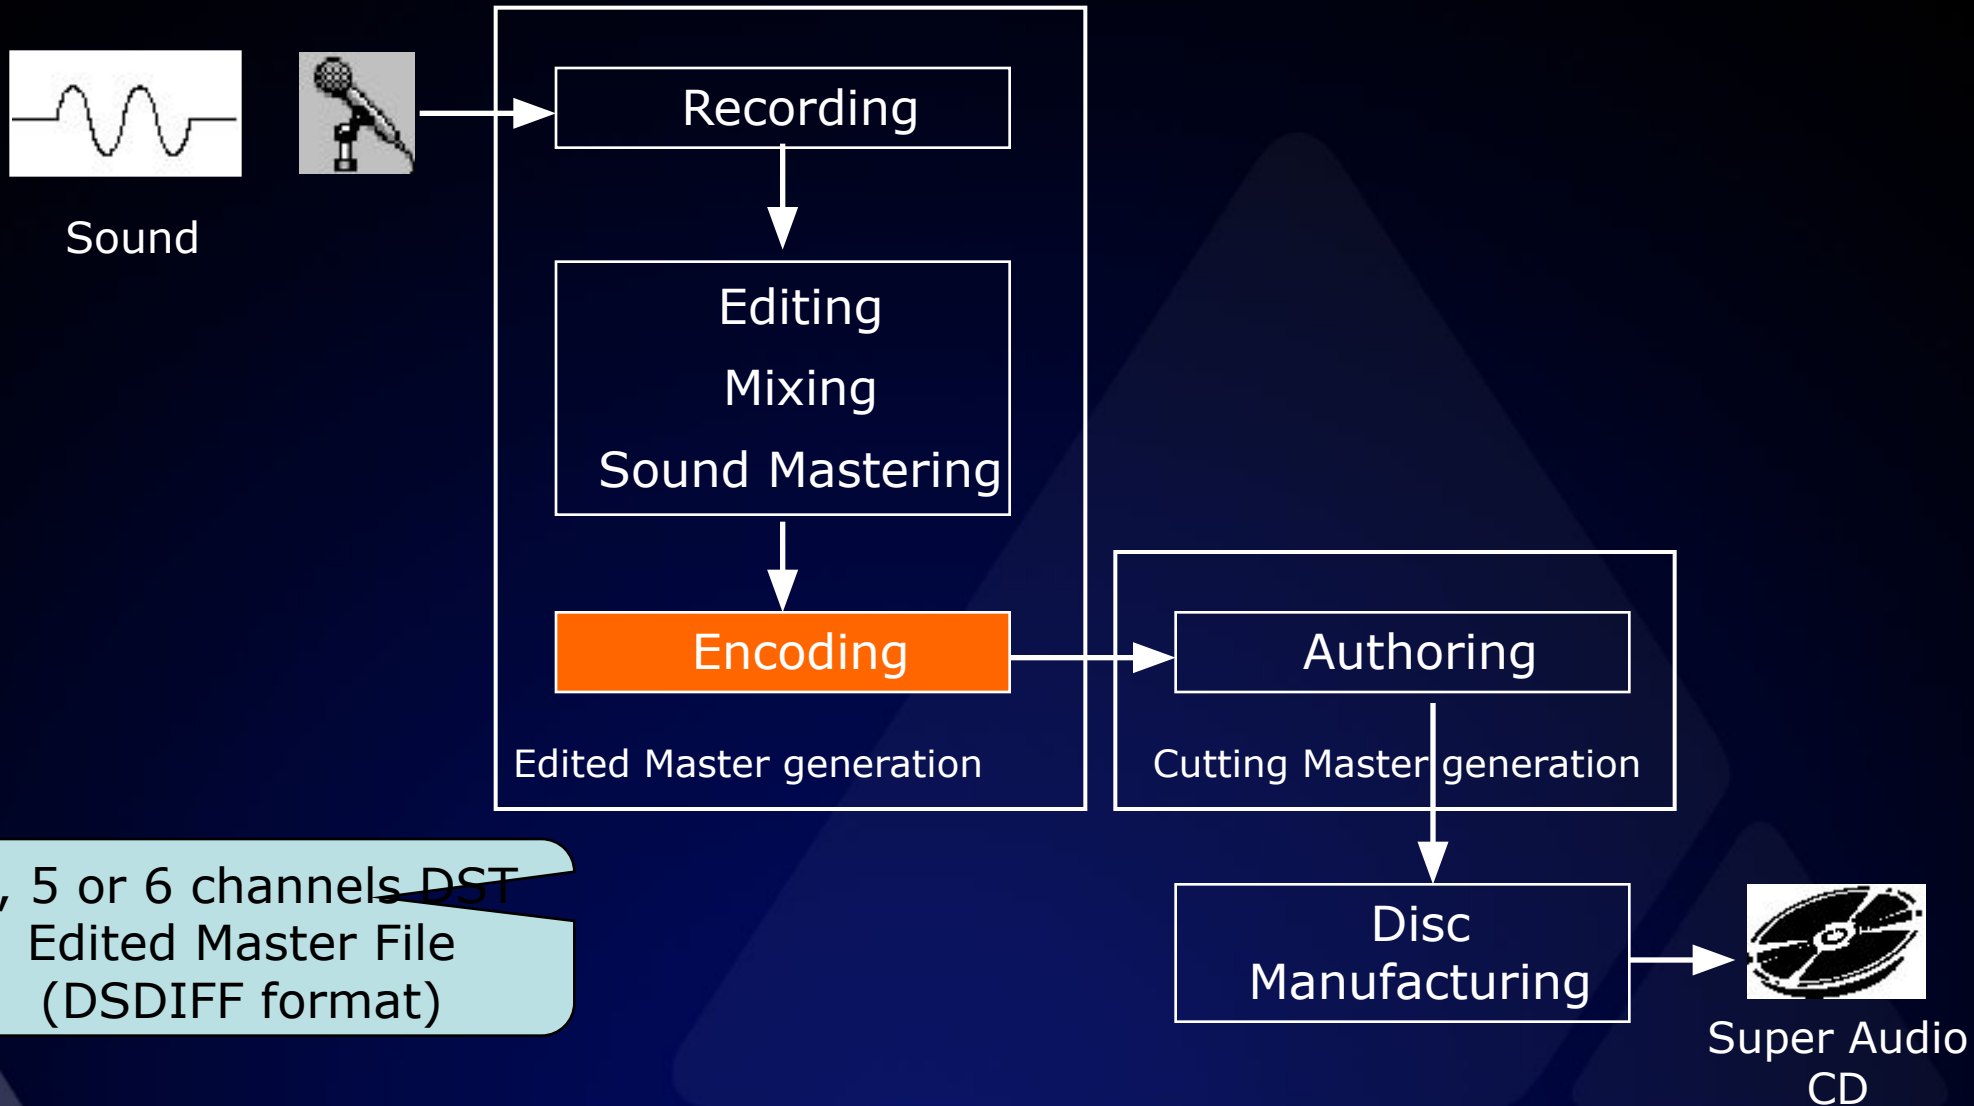 Sound
Recording
Editing
Mixing
Sound Mastering
Encoding
Edited Master generation
Authoring
Cutting Master generation
Disc
Manufacturing
Super Audio
CD
, 5 or 6 channels DST
Edited Master File
(DSDIFF format)